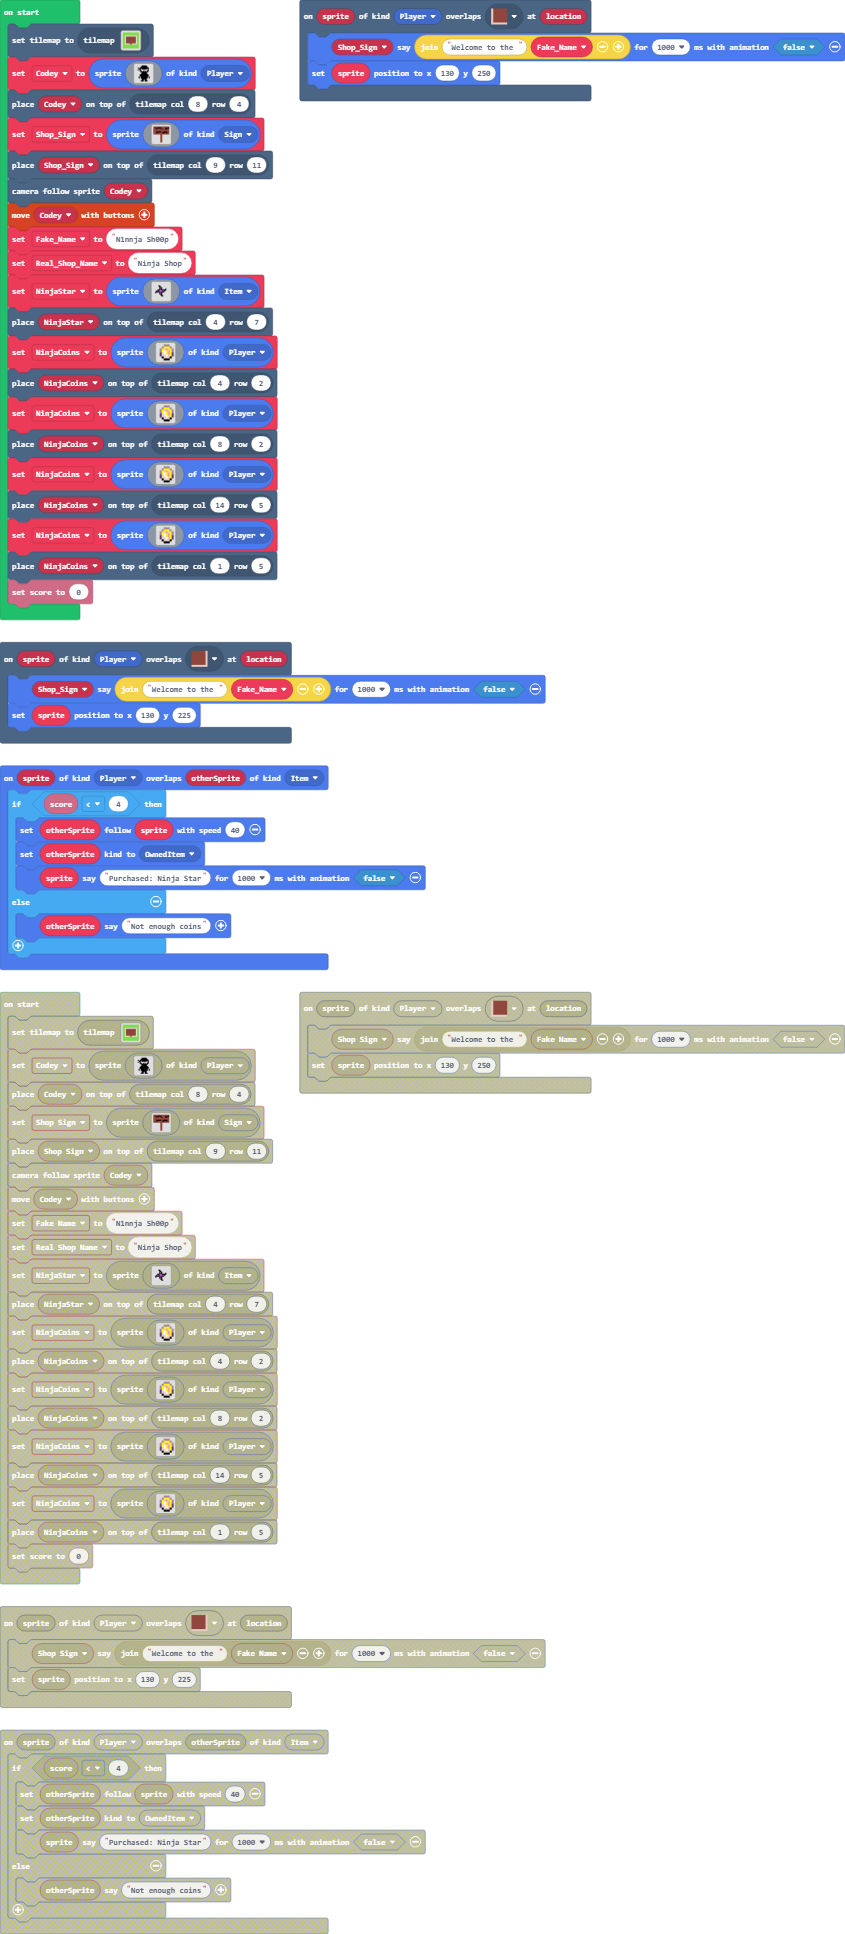 on start
set tilemap to tilemap
set Codey to sprite of kind Player
place Codey on top of tilemap col 8 row 4
set Shop_Sign to sprite of kind Sign
place Shop_Sign on top of tilemap col 9 row 11
camera follow sprite Codey
move Codey with buttons
set Fake_Name to "N1nnja Sh00p"
set Real_Shop_Name to "Ninja Shop"
set NinjaStar to sprite of kind Item
place NinjaStar on top of tilemap col 4 row 7
set NinjaCoins to sprite of kind Player
place NinjaCoins on top of tilemap col 4 row 2
set NinjaCoins to sprite of kind Player
place NinjaCoins on top of tilemap col 8 row 2
set NinjaCoins to sprite of kind Player
place NinjaCoins on top of tilemap col 14 row 5
set NinjaCoins to sprite of kind Player
place NinjaCoins on top of tilemap col 1 row 5
set score to 0
on sprite of kind Player overlaps at location
Shop_Sign say join "Welcome to the " Fake_Name for 1000 ms with animation false
set sprite position to x 130 y 250
on sprite of kind Player overlaps at location
Shop_Sign say join "Welcome to the " Fake_Name for 1000 ms with animation false
set sprite position to x 130 y 225
on sprite of kind Player overlaps otherSprite of kind Item
if score < 4 then
set otherSprite follow sprite with speed 40
set otherSprite kind to OwnedItem
sprite say "Purchased: Ninja Star" for 1000 ms with animation false
else
otherSprite say "Not enough coins"
on start
set tilemap to tilemap
set Codey to sprite of kind Player
place Codey on top of tilemap col 8 row 4
set Shop Sign to sprite of kind Sign
place Shop Sign on top of tilemap col 9 row 11
camera follow sprite Codey
move Codey with buttons
set Fake Name to "N1nnja Sh00p"
set Real Shop Name to "Ninja Shop"
set NinjaStar to sprite of kind Item
place NinjaStar on top of tilemap col 4 row 7
set NinjaCoins to sprite of kind Player
place NinjaCoins on top of tilemap col 4 row 2
set NinjaCoins to sprite of kind Player
place NinjaCoins on top of tilemap col 8 row 2
set NinjaCoins to sprite of kind Player
place NinjaCoins on top of tilemap col 14 row 5
set NinjaCoins to sprite of kind Player
place NinjaCoins on top of tilemap col 1 row 5
set score to 0
on sprite of kind Player overlaps at location
Shop Sign say join "Welcome to the " Fake Name for 1000 ms with animation false
set sprite position to x 130 y 250
on sprite of kind Player overlaps at location
Shop Sign say join "Welcome to the " Fake Name for 1000 ms with animation false
set sprite position to x 130 y 225
on sprite of kind Player overlaps otherSprite of kind Item
if score < 4 then
set otherSprite follow sprite with speed 40
set otherSprite kind to OwnedItem
sprite say "Purchased: Ninja Star" for 1000 ms with animation false
else
otherSprite say "Not enough coins"